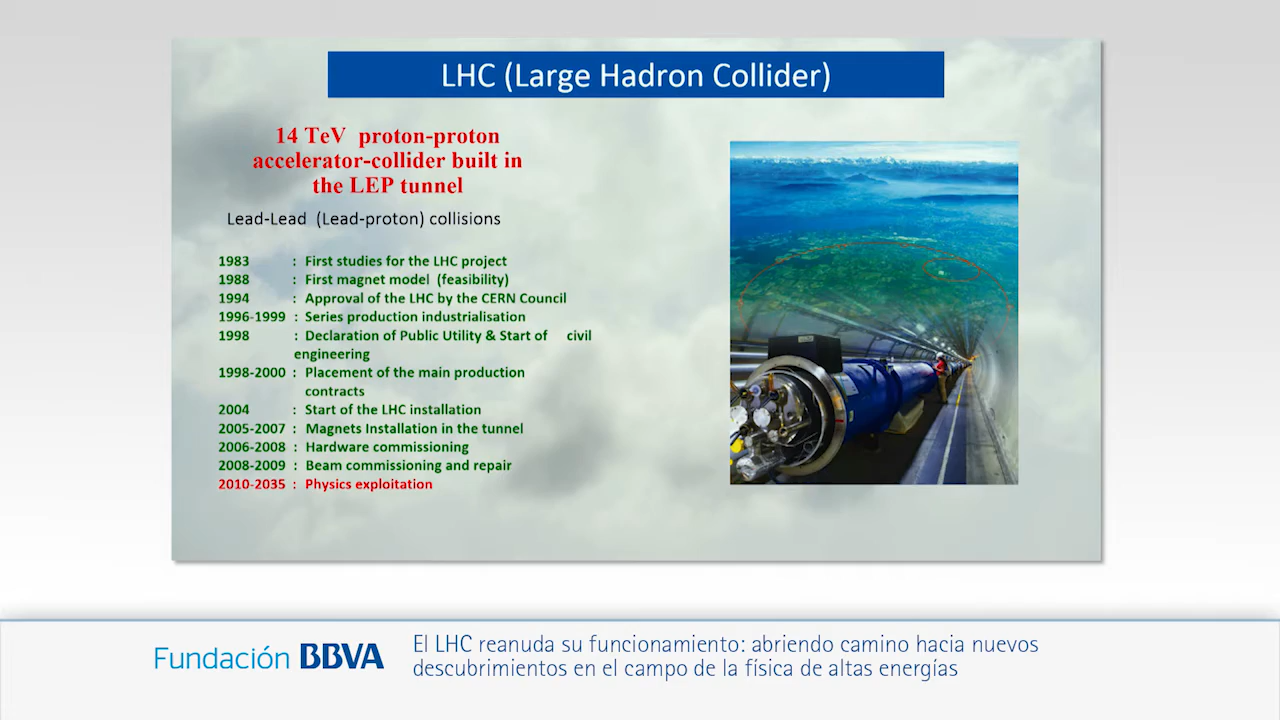 LHC (Large Hadron Collider)
14 TeV proton-proton
accelerator-collider built in
the LEP tunnel
Lead-Lead (Lead-proton) collisions
1983 : First studies for the LHC project
1988 : First magnet model (feasibility)
1994 : Approval of the LHC by the CERN Council
1996-1999 : Series production industrialisation
1998 : Declaration of Public Utility & Start of civil
engineering
1998-2000 : Placement of the main production
contracts
2004 : Start of the LHC installation
2005-2007 : Magnets Installation in the tunnel
2006-2008 : Hardware commissioning
2008-2009 : Beam commissioning and repair
2010-2035 : Physics exploitation
Fundación BBVA
El LHC reanuda su funcionamiento: abriendo camino hacia nuevos
descubrimientos en el campo de la física de altas energías